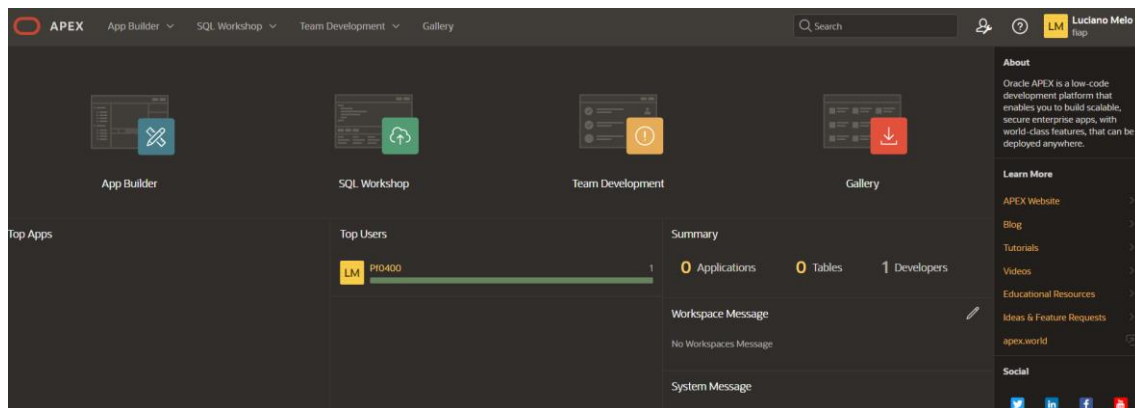 APEX App Builder SQL Workshop Team Development Gallery Search Luciano Melo
fiap
LM
App Builder SQL Workshop Team Development Gallery
Top Apps
Top Users
LM Pf0400 1
Summary
0 Applications 0 Tables 1 Developers
Workspace Message
No Workspaces Message
System Message
About
Oracle APEX is a low-code
development platform that
enables you to build scalable,
secure enterprise apps, with
world-class features, that can be
deployed anywhere.
Learn More
APEX Website
Blog
Tutorials
Videos
Educational Resources
Ideas & Feature Requests
apex.world
Social